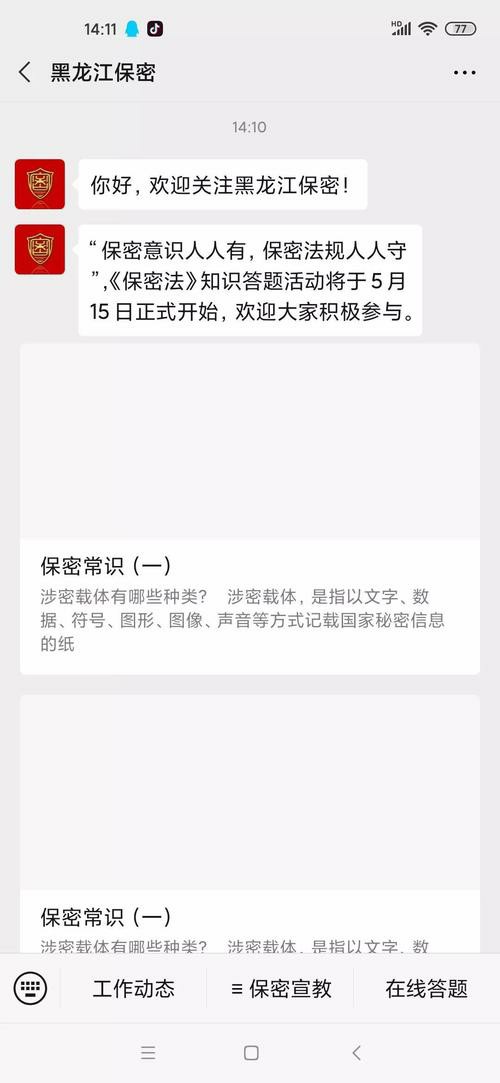 14:11
HD
77
黑龙江保密
14:10
你好，欢迎关注黑龙江保密！
“保密意识人人有，保密法规人人守
”,《保密法》知识答题活动将于 5 月
15 日正式开始，欢迎大家积极参与。
保密常识（一）
涉密载体有哪些种类？ 涉密载体，是指以文字、数
据、符号、图形、图像、声音等方式记载国家秘密信息
的纸
保密常识（一）
涉密载体有哪些种类？ 涉密载体，是指以文字、数
工作动态
保密宣教
在线答题